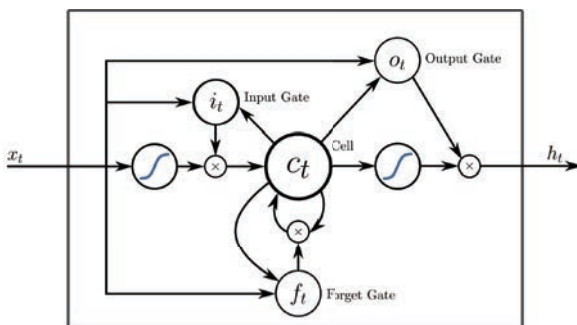 o_t Output Gate
i_t Input Gate
Cell
x_t
×
c_t
×
h_t
×
f_t Forget Gate